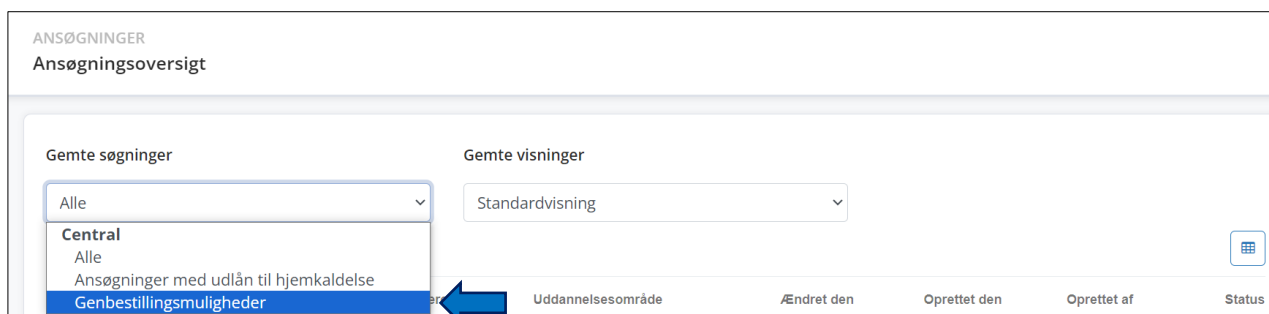 ANSØGNINGER
Ansøgningsoversigt
Gemte søgninger
Gemte visninger
Alle
Standardvisning
Central
Alle
Ansøgninger med udlån til hjemkaldelse
Genbestillingsmuligheder
Uddannelsesområde Ændret den Oprettet den Oprettet af Status